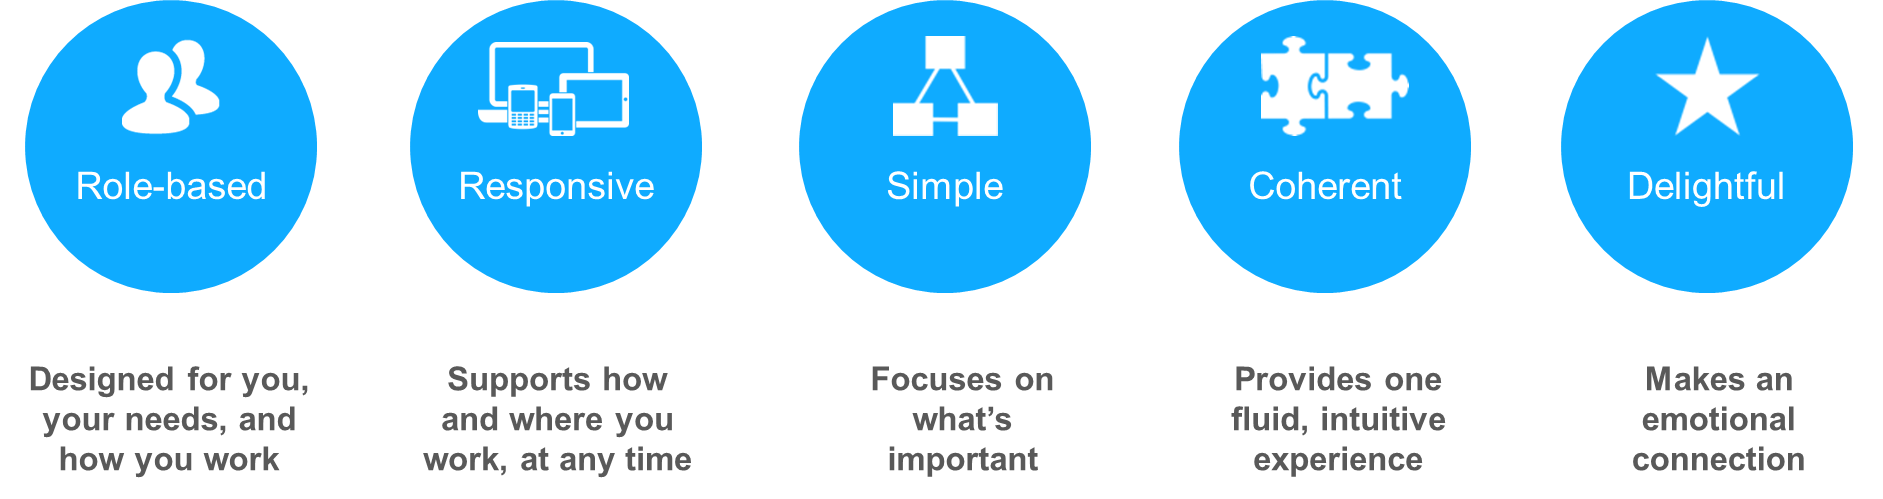 Role-based
Responsive
Simple
Coherent
Delightful
Designed for you,
your needs, and
how you work
Supports how
and where you
work, at any time
Focuses on
what’s
important
Provides one
fluid, intuitive
experience
Makes an
emotional
connection